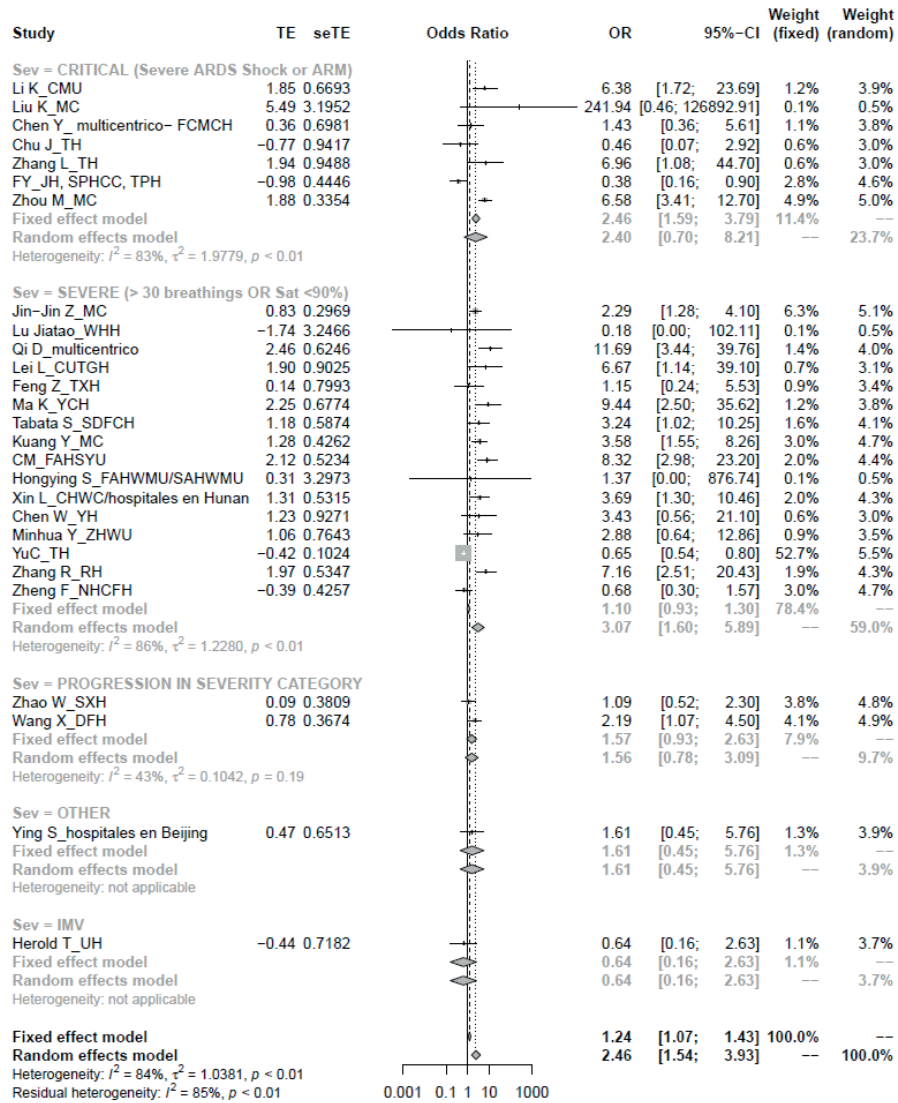 Study TE seTE Odds Ratio OR 95%−CI Weight (fixed) Weight (random)
Sev = CRITICAL (Severe ARDS Shock or ARM)
Li K_CMU 1.85 0.6693 6.38 [1.72; 23.69] 1.2% 3.9%
Liu K_MC 5.49 3.1952 241.94 [0.46; 126892.91] 0.1% 0.5%
Chen Y_ multicentrico− FCMCH 0.36 0.6981 1.43 [0.36; 5.61] 1.1% 3.8%
Chu J_TH −0.77 0.9417 0.46 [0.07; 2.92] 0.6% 3.0%
Zhang L_TH 1.94 0.9488 6.96 [1.08; 44.70] 0.6% 3.0%
FY_JH, SPHCC, TPH −0.98 0.4446 0.38 [0.16; 0.90] 2.8% 4.6%
Zhou M_MC 1.88 0.3354 6.58 [3.41; 12.70] 4.9% 5.0%
Fixed effect model 2.46 [1.59; 3.79] 11.4% −−
Random effects model 2.40 [0.70; 8.21] −− 23.7%
Heterogeneity: I² = 83%, τ² = 1.9779, p < 0.01
Sev = SEVERE (> 30 breathings OR Sat <90%)
Jin−Jin Z_MC 0.83 0.2969 2.29 [1.28; 4.10] 6.3% 5.1%
Lu Jiatao_WHH −1.74 3.2466 0.18 [0.00; 102.11] 0.1% 0.5%
Qi D_multicentrico 2.46 0.6246 11.69 [3.44; 39.76] 1.4% 4.0%
Lei L_CUTGH 1.90 0.9025 6.67 [1.14; 39.10] 0.7% 3.1%
Feng Z_TXH 0.14 0.7993 1.15 [0.24; 5.53] 0.9% 3.4%
Ma K_YCH 2.25 0.6774 9.44 [2.50; 35.62] 1.2% 3.8%
Tabata S_SDFCH 1.18 0.5874 3.24 [1.02; 10.25] 1.6% 4.1%
Kuang Y_MC 1.28 0.4262 3.58 [1.55; 8.26] 3.0% 4.7%
CM_FAHSYU 2.12 0.5234 8.32 [2.98; 23.20] 2.0% 4.4%
Hongying S_FAHWMU/SAHWMU 0.31 3.2973 1.37 [0.00; 876.74] 0.1% 0.5%
Xin L_CHWC/hospitales en Hunan 1.31 0.5315 3.69 [1.30; 10.46] 2.0% 4.3%
Chen W_YH 1.23 0.9271 3.43 [0.56; 21.10] 0.6% 3.0%
Minhua Y_ZHWU 1.06 0.7643 2.88 [0.64; 12.86] 0.9% 3.5%
YuC_TH −0.42 0.1024 0.65 [0.54; 0.80] 52.7% 5.5%
Zhang R_RH 1.97 0.5347 7.16 [2.51; 20.43] 1.9% 4.3%
Zheng F_NHCFH −0.39 0.4257 0.68 [0.30; 1.57] 3.0% 4.7%
Fixed effect model 1.10 [0.93; 1.30] 78.4% −−
Random effects model 3.07 [1.60; 5.89] −− 59.0%
Heterogeneity: I² = 86%, τ² = 1.2280, p < 0.01
Sev = PROGRESSION IN SEVERITY CATEGORY
Zhao W_SXH 0.09 0.3809 1.09 [0.52; 2.30] 3.8% 4.8%
Wang X_DFH 0.78 0.3674 2.19 [1.07; 4.50] 4.1% 4.9%
Fixed effect model 1.57 [0.93; 2.63] 7.9% −−
Random effects model 1.56 [0.78; 3.09] −− 9.7%
Heterogeneity: I² = 43%, τ² = 0.1042, p = 0.19
Sev = OTHER
Ying S_hospitales en Beijing 0.47 0.6513 1.61 [0.45; 5.76] 1.3% 3.9%
Fixed effect model 1.61 [0.45; 5.76] 1.3% −−
Random effects model 1.61 [0.45; 5.76] −− 3.9%
Heterogeneity: not applicable
Sev = IMV
Herold T_UH −0.44 0.7182 0.64 [0.16; 2.63] 1.1% 3.7%
Fixed effect model 0.64 [0.16; 2.63] 1.1% −−
Random effects model 0.64 [0.16; 2.63] −− 3.7%
Heterogeneity: not applicable
Fixed effect model 1.24 [1.07; 1.43] 100.0% −−
Random effects model 2.46 [1.54; 3.93] −− 100.0%
Heterogeneity: I² = 84%, τ² = 1.0381, p < 0.01
Residual heterogeneity: I² = 85%, p < 0.01 0.001 0.1 1 10 1000